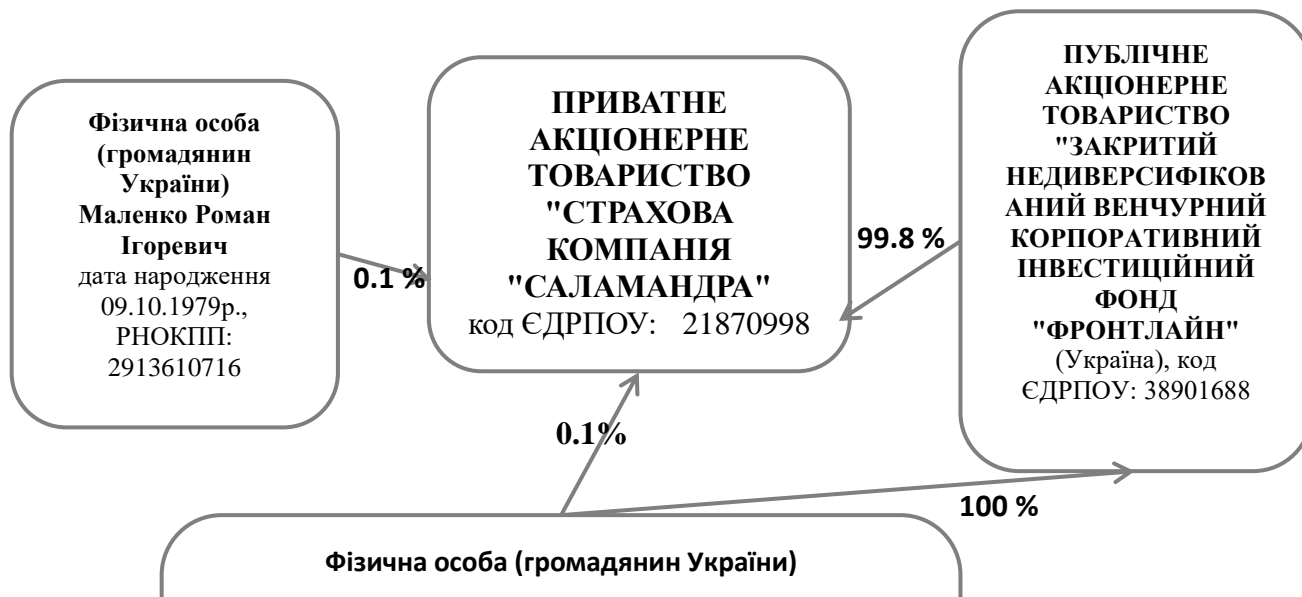 Фізична особа
(громадянин
України)
Маленко Роман
Ігоревич
дата народження
09.10.1979р.,
РНОКПП:
2913610716
0.1 %
ПРИВАТНЕ
АКЦІОНЕРНЕ
ТОВАРИСТВО
"СТРАХОВА
КОМПАНІЯ
"САЛАМАНДРА"
код ЄДРПОУ: 21870998
99.8 %
ПУБЛІЧНЕ
АКЦІОНЕРНЕ
ТОВАРИСТВО
"ЗАКРИТИЙ
НЕДИВЕРСИФІКОВ
АНИЙ ВЕНЧУРНИЙ
КОРПОРАТИВНИЙ
ІНВЕСТИЦІЙНИЙ
ФОНД
"ФРОНТЛАЙН"
(Україна), код
ЄДРПОУ: 38901688
0.1%
100 %
Фізична особа (громадянин України)